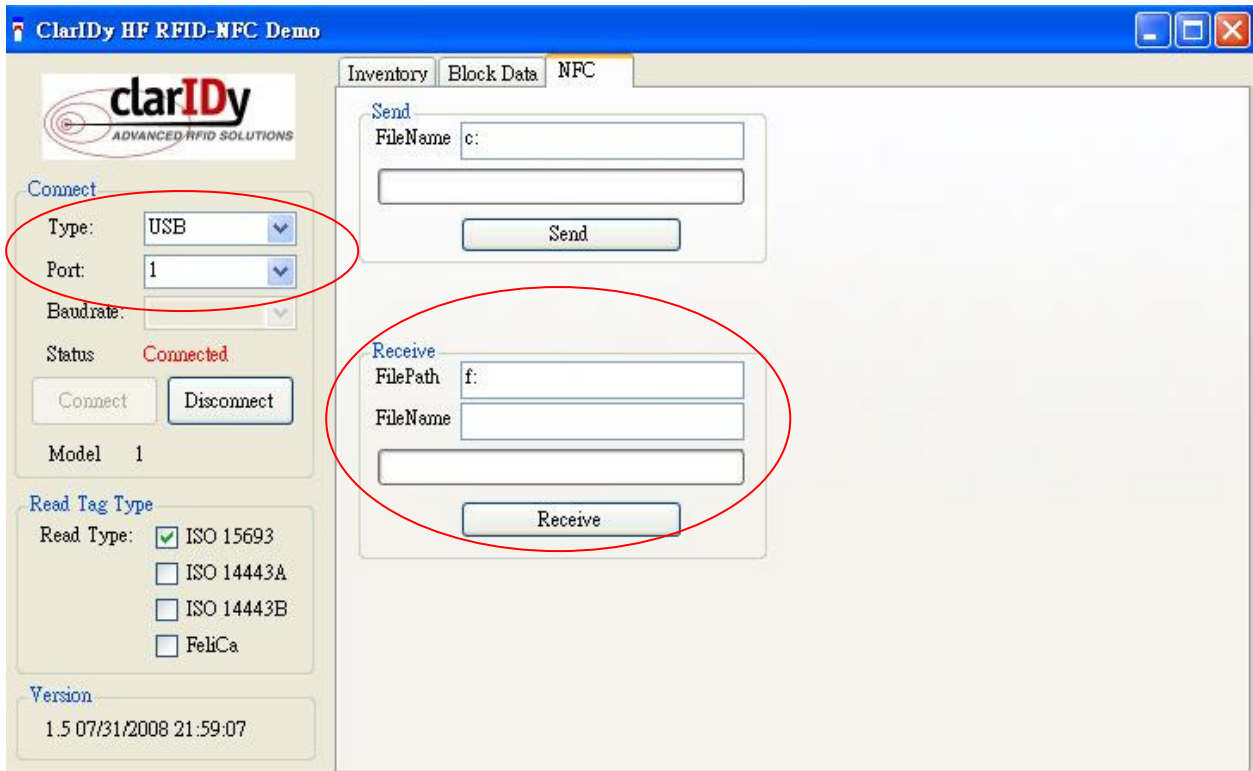 ClarIDy HF RFID-NFC Demo
clarIDy
ADVANCED RFID SOLUTIONS
Connect
Type: USB
Port: 1
Baudrate:
Status Connected
Connect Disconnect
Model 1
Read Tag Type
Read Type: ISO 15693
ISO 14443A
ISO 14443B
FeliCa
Version
1.5 07/31/2008 21:59:07
Inventory Block Data NFC
Send
FileName c:
Send
Receive
FilePath f:
FileName
Receive